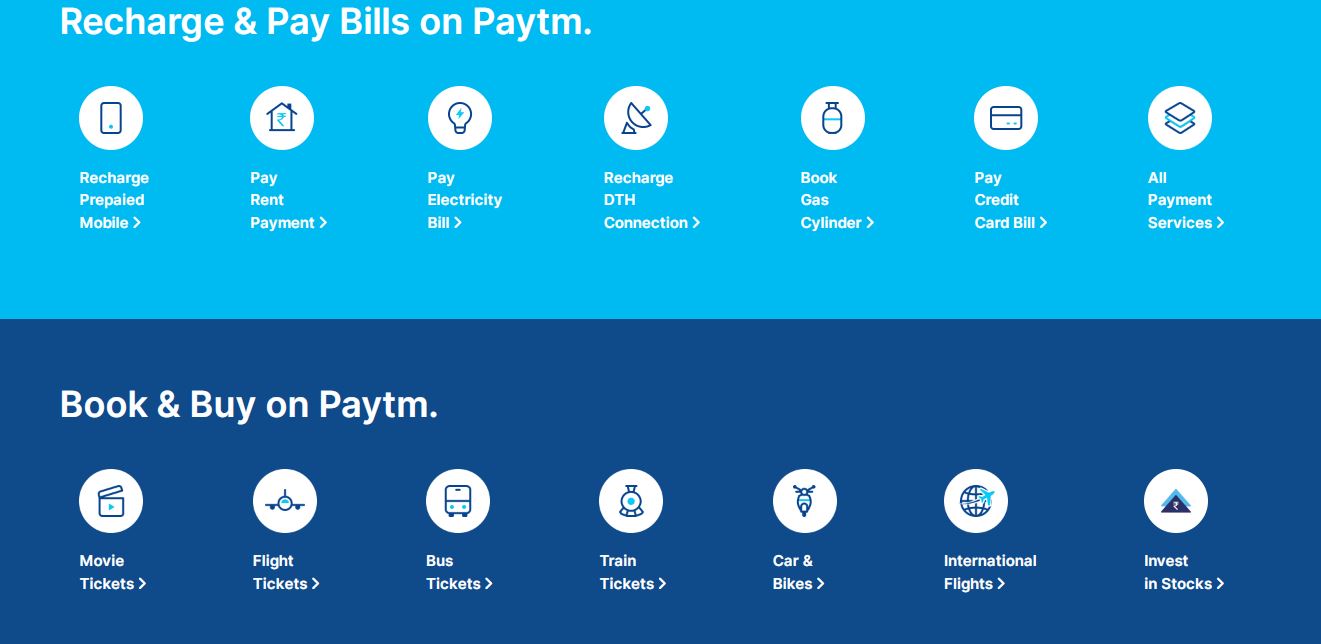 Recharge & Pay Bills on Paytm.
Recharge
Prepaied
Mobile >
Pay
Rent
Payment >
Pay
Electricity
Bill >
Recharge
DTH
Connection >
Book
Gas
Cylinder >
Pay
Credit
Card Bill >
All
Payment
Services >
Book & Buy on Paytm.
Movie
Tickets >
Flight
Tickets >
Bus
Tickets >
Train
Tickets >
Car &
Bikes >
International
Flights >
Invest
in Stocks >